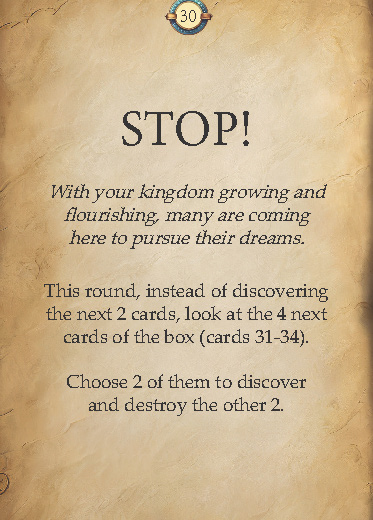 30
STOP!
With your kingdom growing and
flourishing, many are coming
here to pursue their dreams.
This round, instead of discovering
the next 2 cards, look at the 4 next
cards of the box (cards 31-34).
Choose 2 of them to discover
and destroy the other 2.